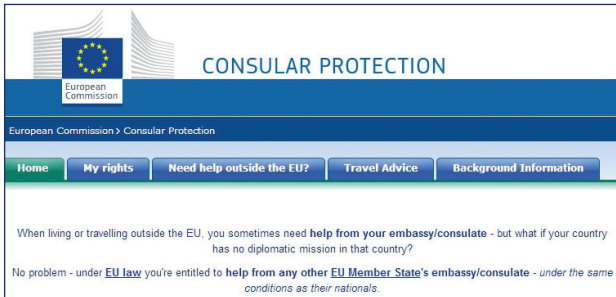 European
Commission
CONSULAR PROTECTION
European Commission > Consular Protection
Home My rights Need help outside the EU? Travel Advice Background Information
When living or travelling outside the EU, you sometimes need help from your embassy/consulate - but what if your country
has no diplomatic mission in that country?
No problem - under EU law you're entitled to help from any other EU Member State's embassy/consulate - under the same
conditions as their nationals.